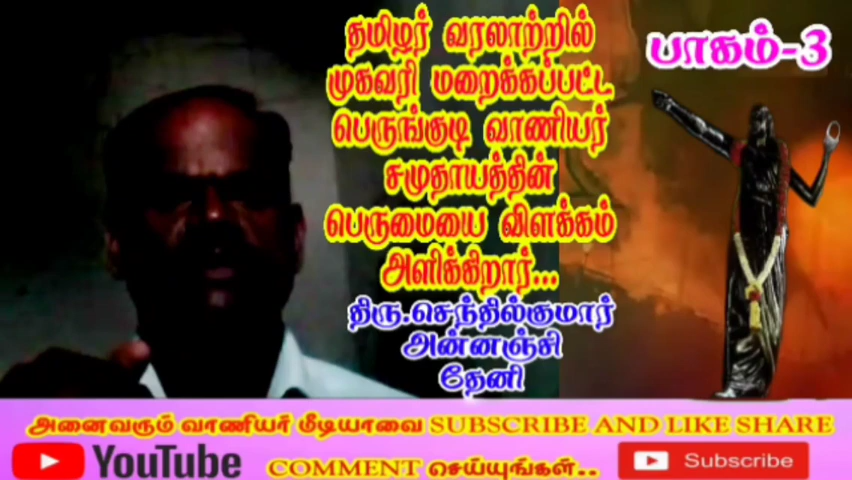 தமிழர் வரலாற்றில்
முகவரி மறைக்கப்பட்ட
பெருங்குடி வாணியர்
சமுதாயத்தின்
பெருமையை விளக்கம்
அளிக்கிறார்...
திரு.செந்தில்குமார்
அன்னஞ்சி
தேனி
பாகம்-3
அனைவரும் வாணியர் மீடியாவை SUBSCRIBE AND LIKE SHARE
YouTube COMMENT செய்யுங்கள்.. Subscribe